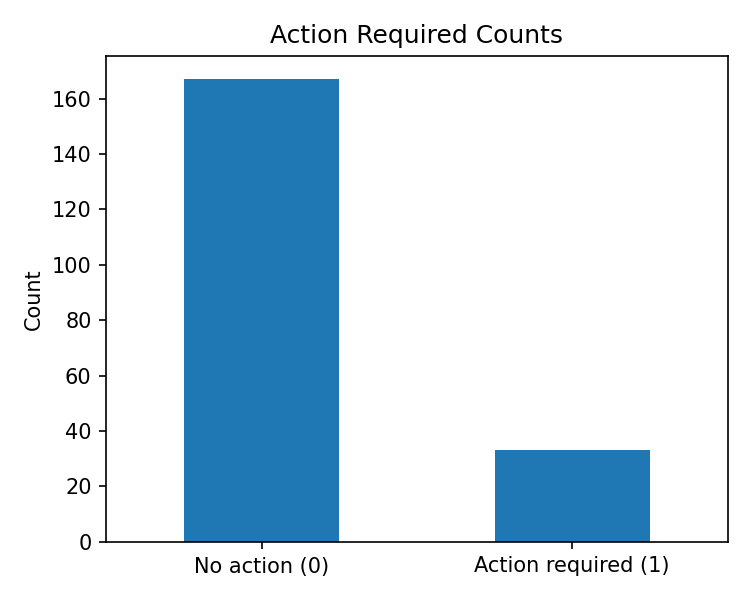 Action Required Counts
160
140
120
100
80
60
40
20
0
Count
No action (0)
Action required (1)